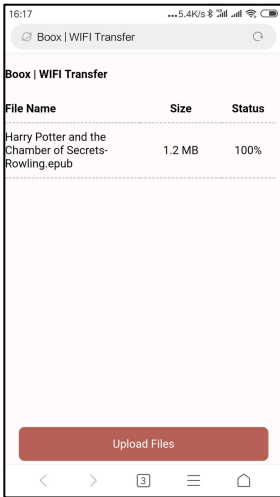 16:17
...5.4K/s
Boox | WIFI Transfer
Boox | WIFI Transfer
File Name Size Status
Harry Potter and the
Chamber of Secrets-
Rowling.epub
1.2 MB 100%
Upload Files
3